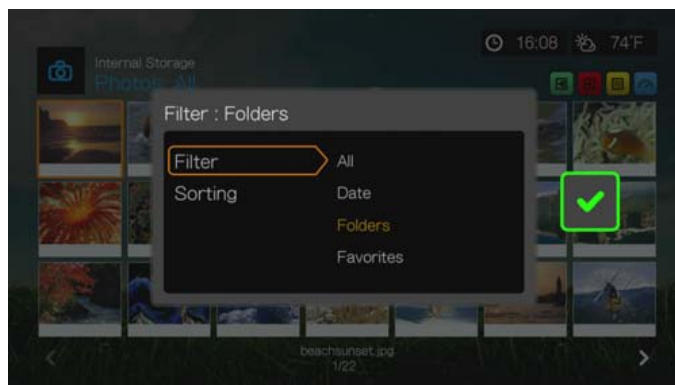 16:08 74°F
Internal Storage
Photos: All
Filter : Folders
Filter
All
Sorting
Date
Folders
Favorites
beachsunset.jpg
1/22